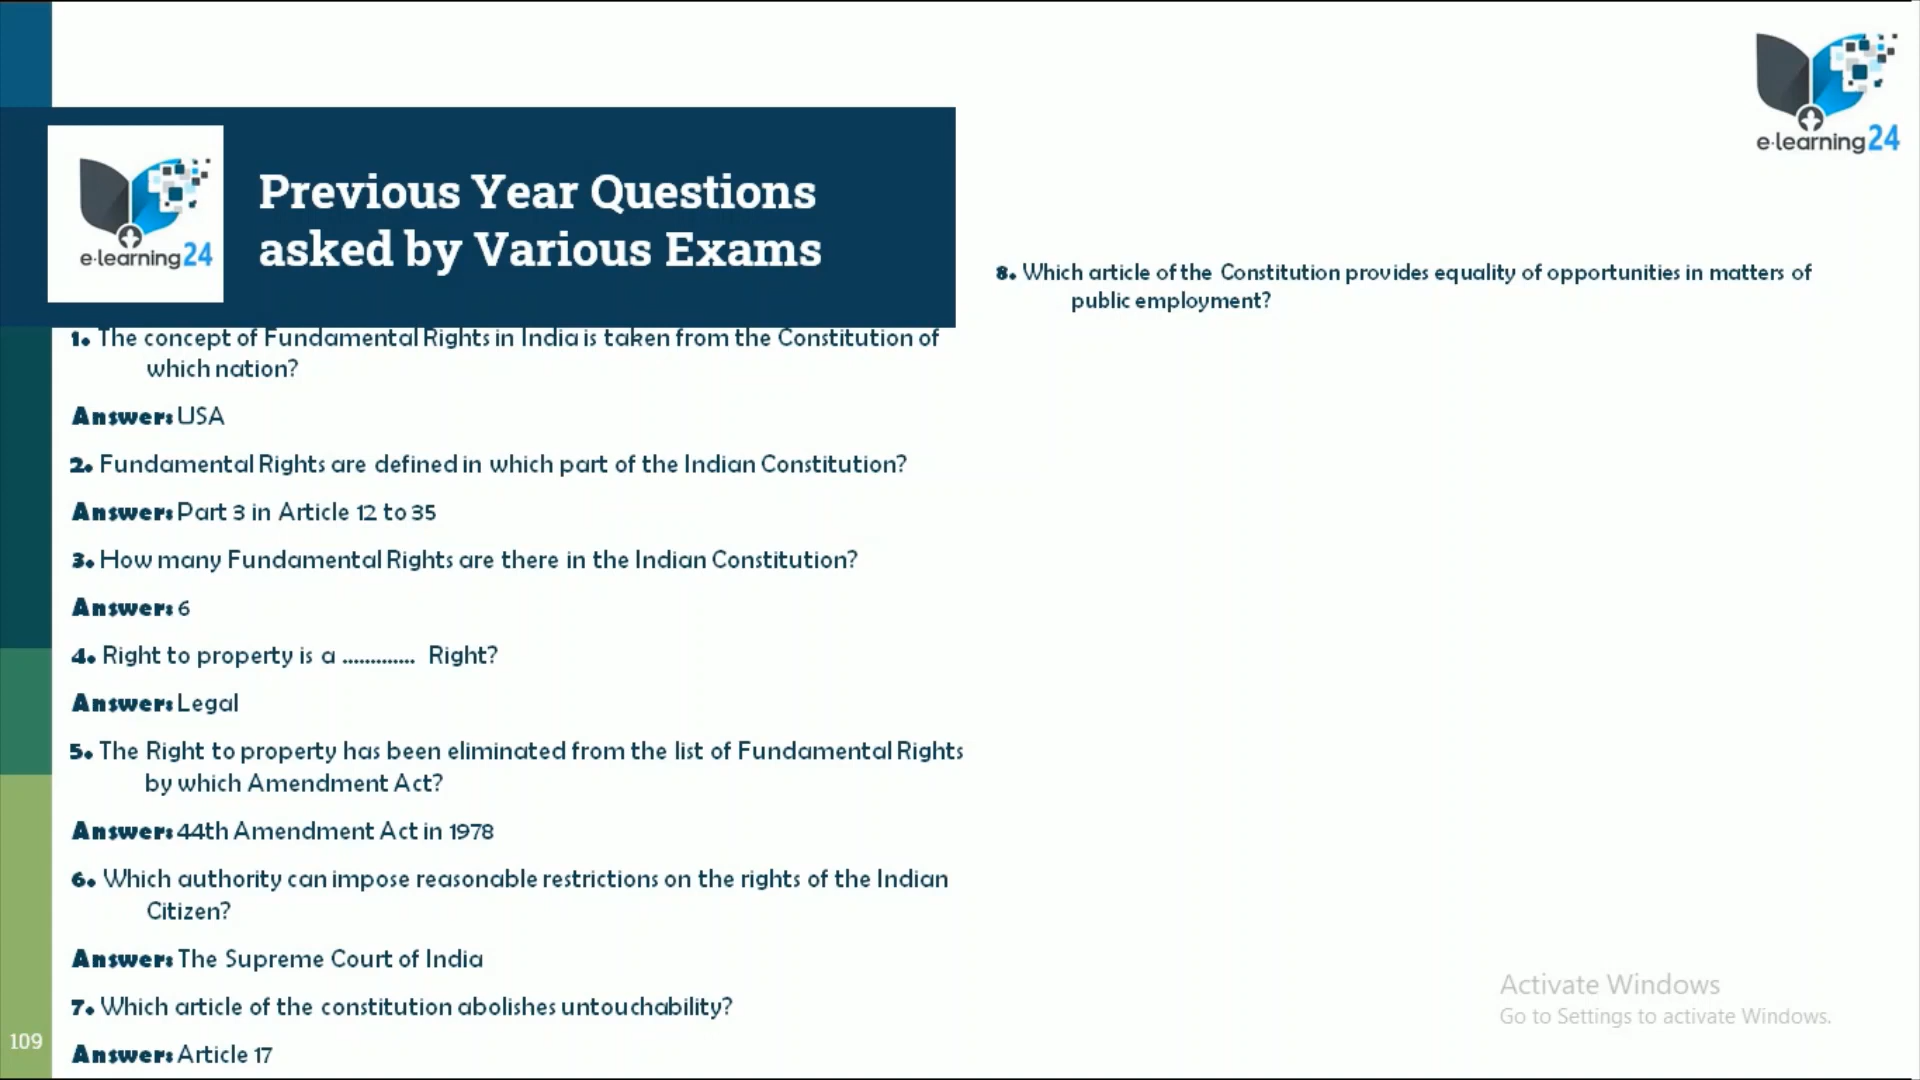 e-learning24
e-learning24
Previous Year Questions
asked by Various Exams
1. The concept of Fundamental Rights in India is taken from the Constitution of
which nation?
Answer: USA
2. Fundamental Rights are defined in which part of the Indian Constitution?
Answer: Part 3 in Article 12 to 35
3. How many Fundamental Rights are there in the Indian Constitution?
Answer: 6
4. Right to property is a ............. Right?
Answer: Legal
5. The Right to property has been eliminated from the list of Fundamental Rights
by which Amendment Act?
Answer: 44th Amendment Act in 1978
6. Which authority can impose reasonable restrictions on the rights of the Indian
Citizen?
Answer: The Supreme Court of India
7. Which article of the constitution abolishes untouchability?
Answer: Article 17
8. Which article of the Constitution provides equality of opportunities in matters of
public employment?
Activate Windows
Go to Settings to activate Windows.
109